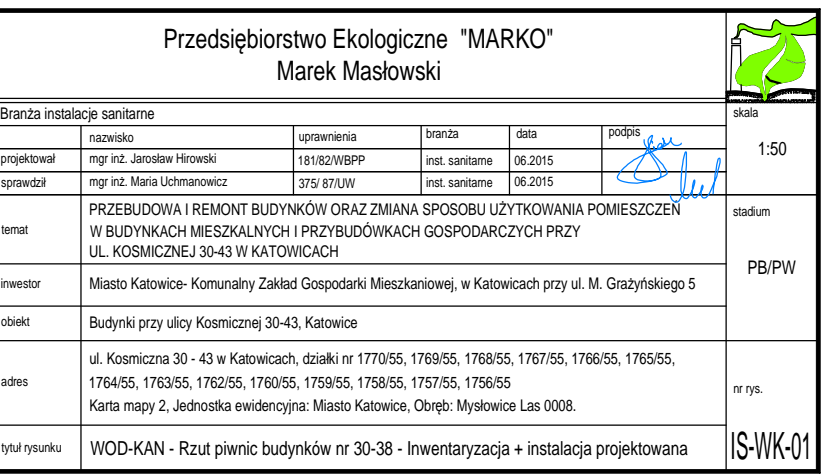 Przedsiębiorstwo Ekologiczne "MARKO"
Marek Masłowski
Branża instalacje sanitarne
skala
nazwisko uprawnienia branża data podpis
1:50
projektował mgr inż. Jarosław Hirowski 181/82/WBPP inst. sanitarne 06.2015
sprawdził mgr inż. Maria Uchmanowicz 375/ 87/UW inst. sanitarne 06.2015
temat
PRZEBUDOWA I REMONT BUDYNKÓW ORAZ ZMIANA SPOSOBU UŻYTKOWANIA POMIESZCZEŃ
W BUDYNKACH MIESZKALNYCH I PRZYBUDÓWKACH GOSPODARCZYCH PRZY
UL. KOSMICZNEJ 30-43 W KATOWICACH
stadium
PB/PW
inwestor Miasto Katowice- Komunalny Zakład Gospodarki Mieszkaniowej, w Katowicach przy ul. M. Grażyńskiego 5
obiekt Budynki przy ulicy Kosmicznej 30-43, Katowice
adres
ul. Kosmiczna 30 - 43 w Katowicach, działki nr 1770/55, 1769/55, 1768/55, 1767/55, 1766/55, 1765/55,
1764/55, 1763/55, 1762/55, 1760/55, 1759/55, 1758/55, 1757/55, 1756/55
Karta mapy 2, Jednostka ewidencyjna: Miasto Katowice, Obręb: Mysłowice Las 0008.
nr rys.
tytuł rysunku WOD-KAN - Rzut piwnic budynków nr 30-38 - Inwentaryzacja + instalacja projektowana
IS-WK-01